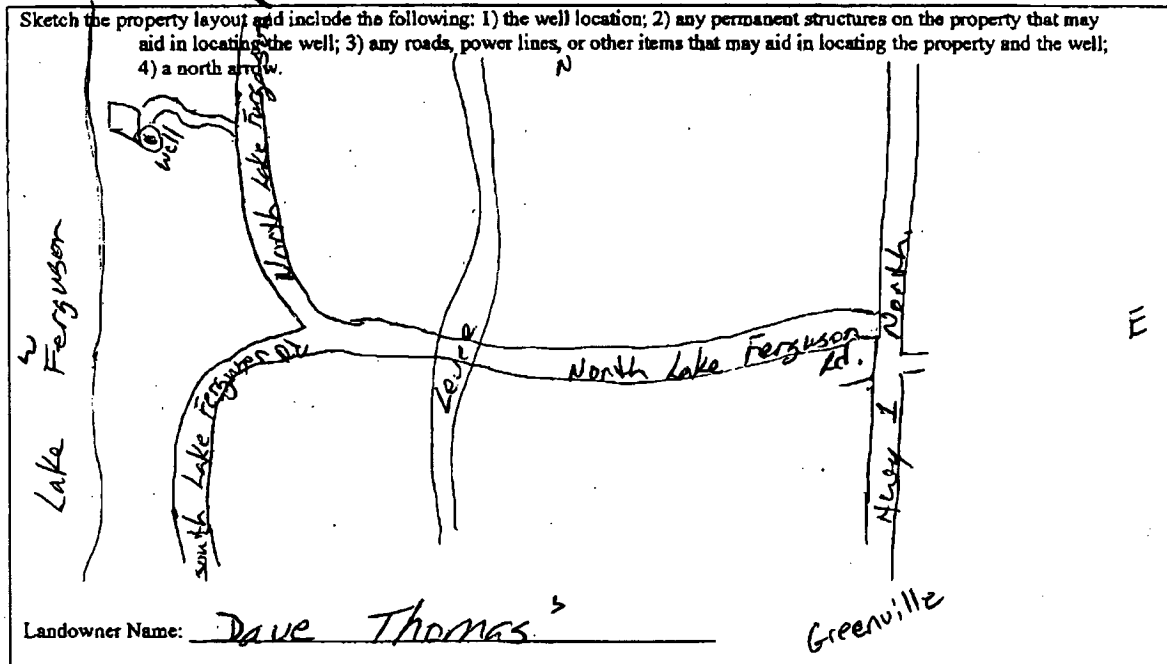 Sketch the property layout and include the following: 1) the well location; 2) any permanent structures on the property that may
aid in locating the well; 3) any roads, power lines, or other items that may aid in locating the property and the well;
4) a north arrow.
N
Well
North Lake Ferguson
W
Lake Ferguson
South Lake Ferguson Rd
Levee
North Lake Ferguson
Rd.
Hwy 1 North
E
S
Landowner Name: Dave Thomas
Greenville